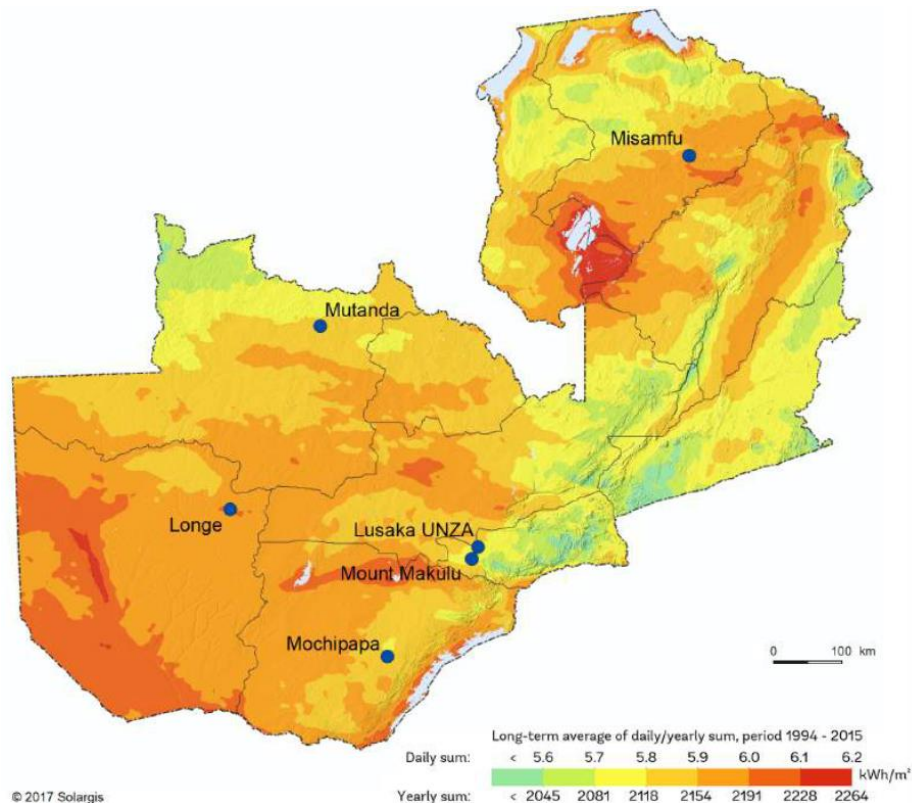 Misamfu
Mutanda
Longe
Lusaka UNZA
Mount Makulu
Mochipapa
0 100 km
Long-term average of daily/yearly sum, period 1994 - 2015
Daily sum: < 5.6 5.7 5.8 5.9 6.0 6.1 6.2
kWh/m²
Yearly sum: < 2045 2081 2118 2154 2191 2228 2264
© 2017 Solargis